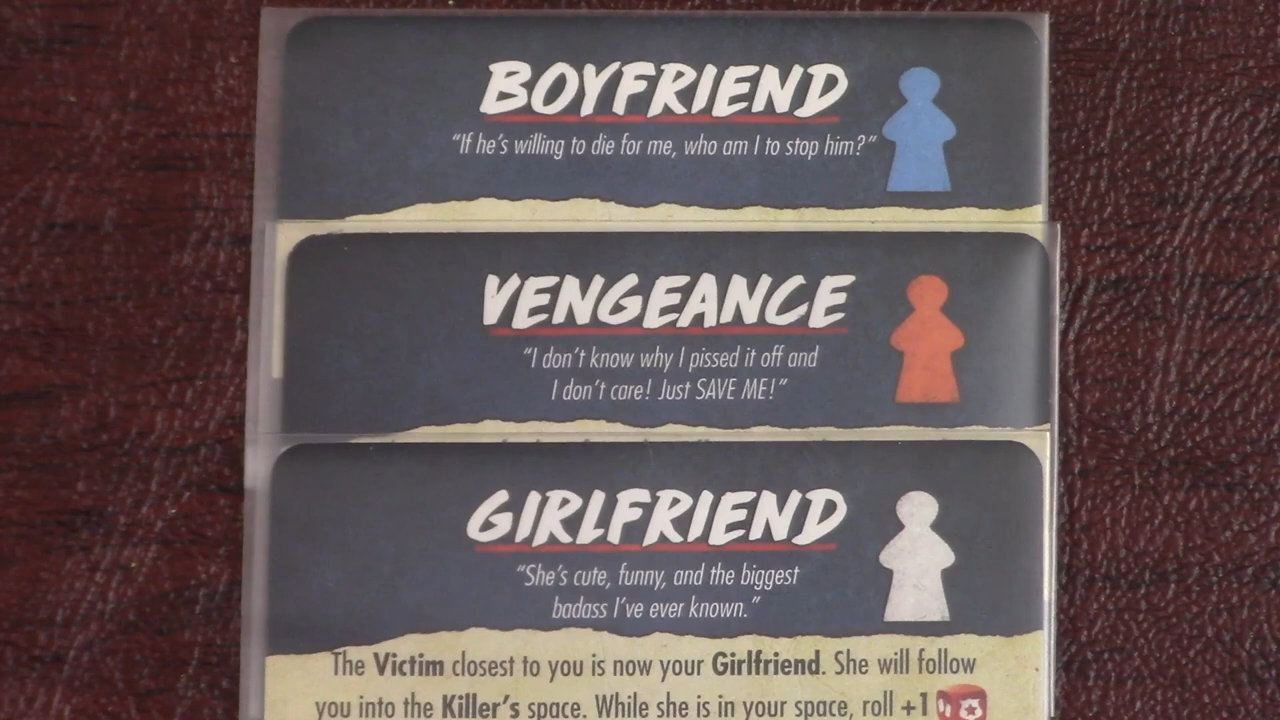 BOYFRIEND
“If he’s willing to die for me, who am I to stop him?”
VENGEANCE
“I don’t know why I pissed it off and
I don’t care! Just SAVE ME!”
GIRLFRIEND
“She’s cute, funny, and the biggest
badass I’ve ever known.”
The Victim closest to you is now your Girlfriend. She will follow
you into the Killer’s space. While she is in your space, roll +1